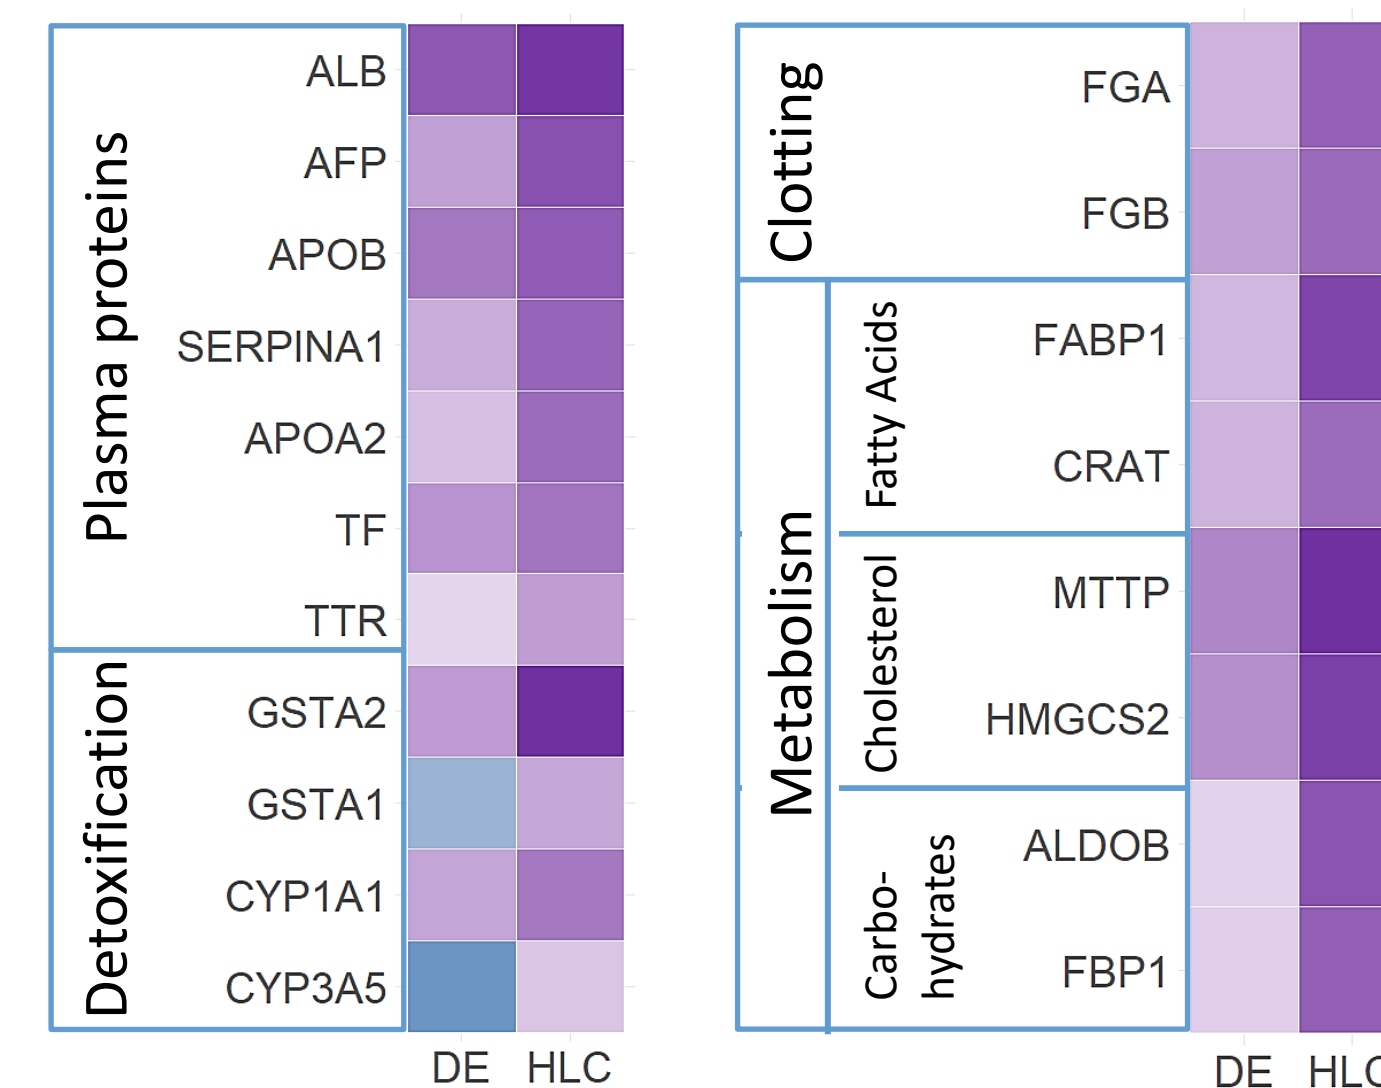 Plasma proteins
ALB
AFP
APOB
SERPINA1
APOA2
TF
TTR
Detoxification
GSTA2
GSTA1
CYP1A1
CYP3A5
DE HLC
Clotting
FGA
FGB
Metabolism
Fatty Acids
FABP1
CRAT
Cholesterol
MTTP
HMGCS2
Carbo-
hydrates
ALDOB
FBP1
DE HLC